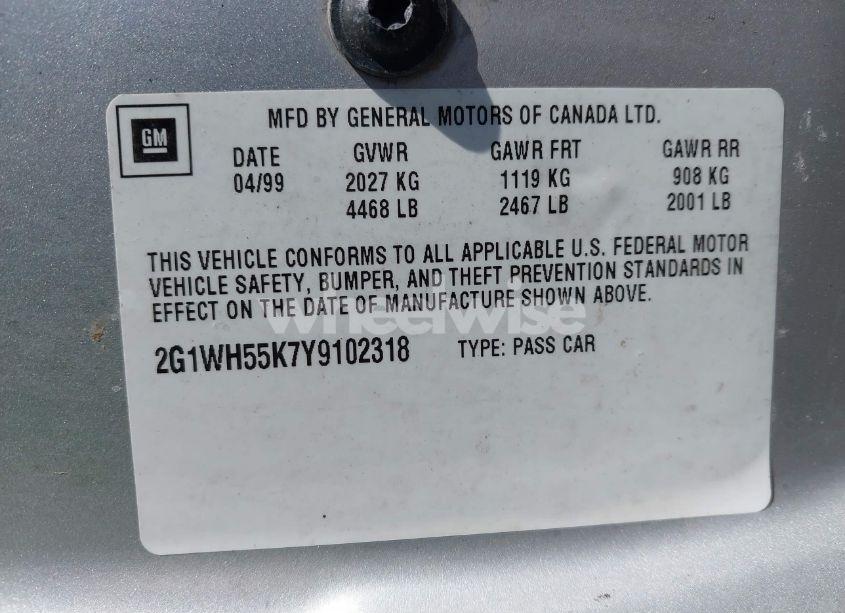 MFD BY GENERAL MOTORS OF CANADA LTD.
GM
DATE GVWR GAWR FRT GAWR RR
04/99 2027 KG 1119 KG 908 KG
4468 LB 2467 LB 2001 LB
THIS VEHICLE CONFORMS TO ALL APPLICABLE U.S. FEDERAL MOTOR
VEHICLE SAFETY, BUMPER, AND THEFT PREVENTION STANDARDS IN
EFFECT ON THE DATE OF MANUFACTURE SHOWN ABOVE.
wheelwise
2G1WH55K7Y9102318 TYPE: PASS CAR